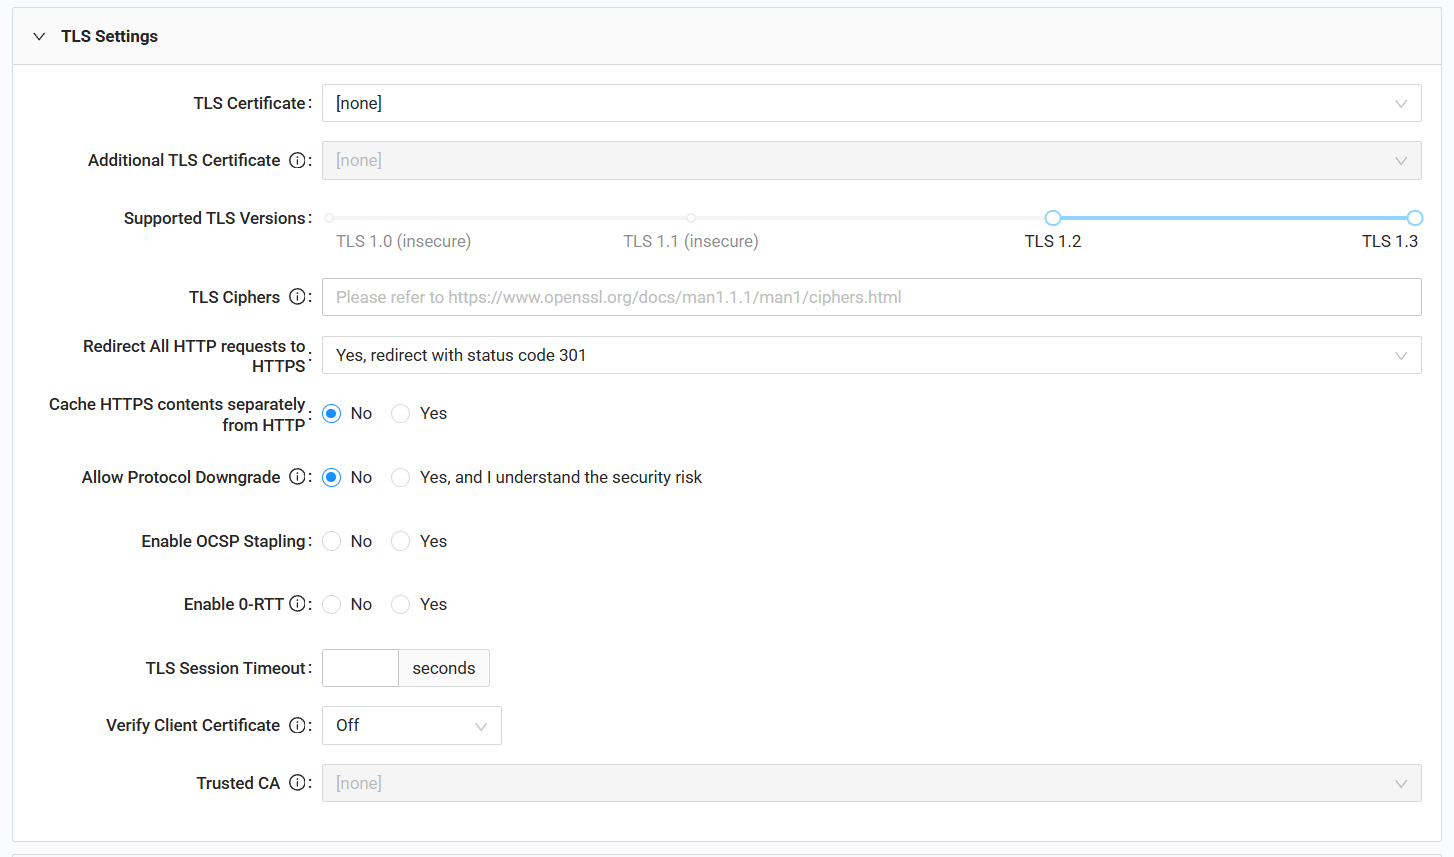 TLS Settings
TLS Certificate: [none]
Additional TLS Certificate : [none]
Supported TLS Versions:
TLS 1.0 (insecure) TLS 1.1 (insecure) TLS 1.2 TLS 1.3
TLS Ciphers : Please refer to https://www.openssl.org/docs/man1.1.1/man1/ciphers.html
Redirect All HTTP requests to
HTTPS : Yes, redirect with status code 301
Cache HTTPS contents separately
from HTTP : No Yes
Allow Protocol Downgrade : No Yes, and I understand the security risk
Enable OCSP Stapling: No Yes
Enable 0-RTT : No Yes
TLS Session Timeout: seconds
Verify Client Certificate : Off
Trusted CA : [none]